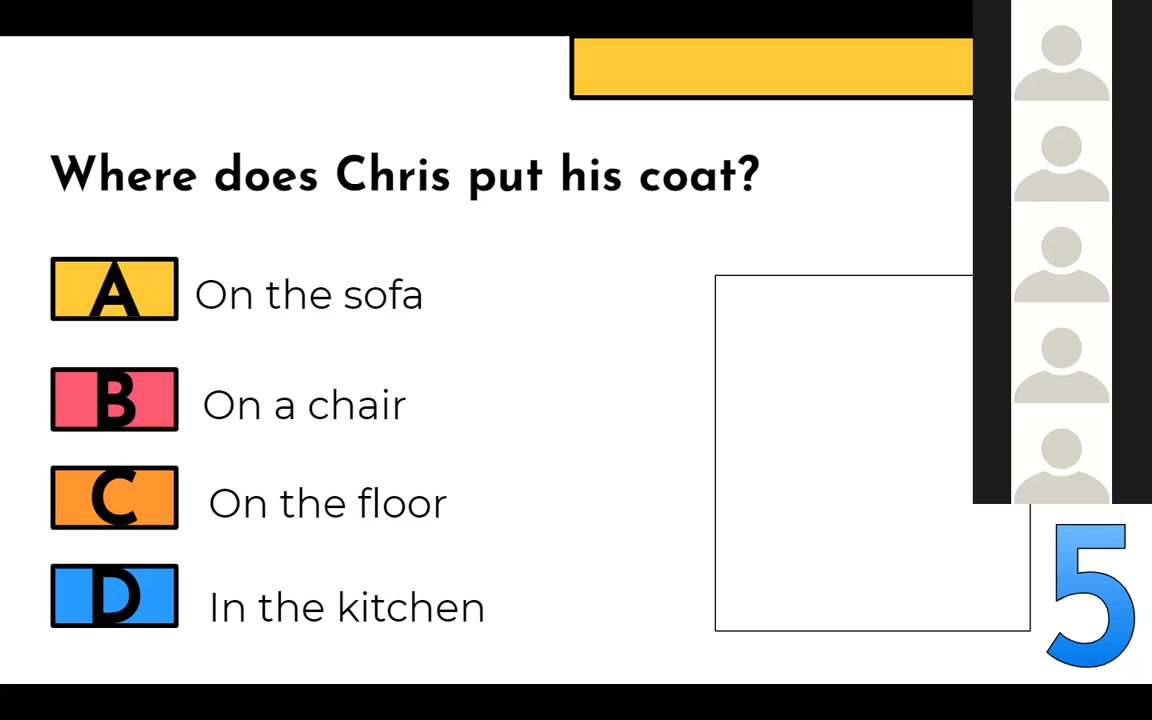 Where does Chris put his coat?
A On the sofa
B On a chair
C On the floor
D In the kitchen
5